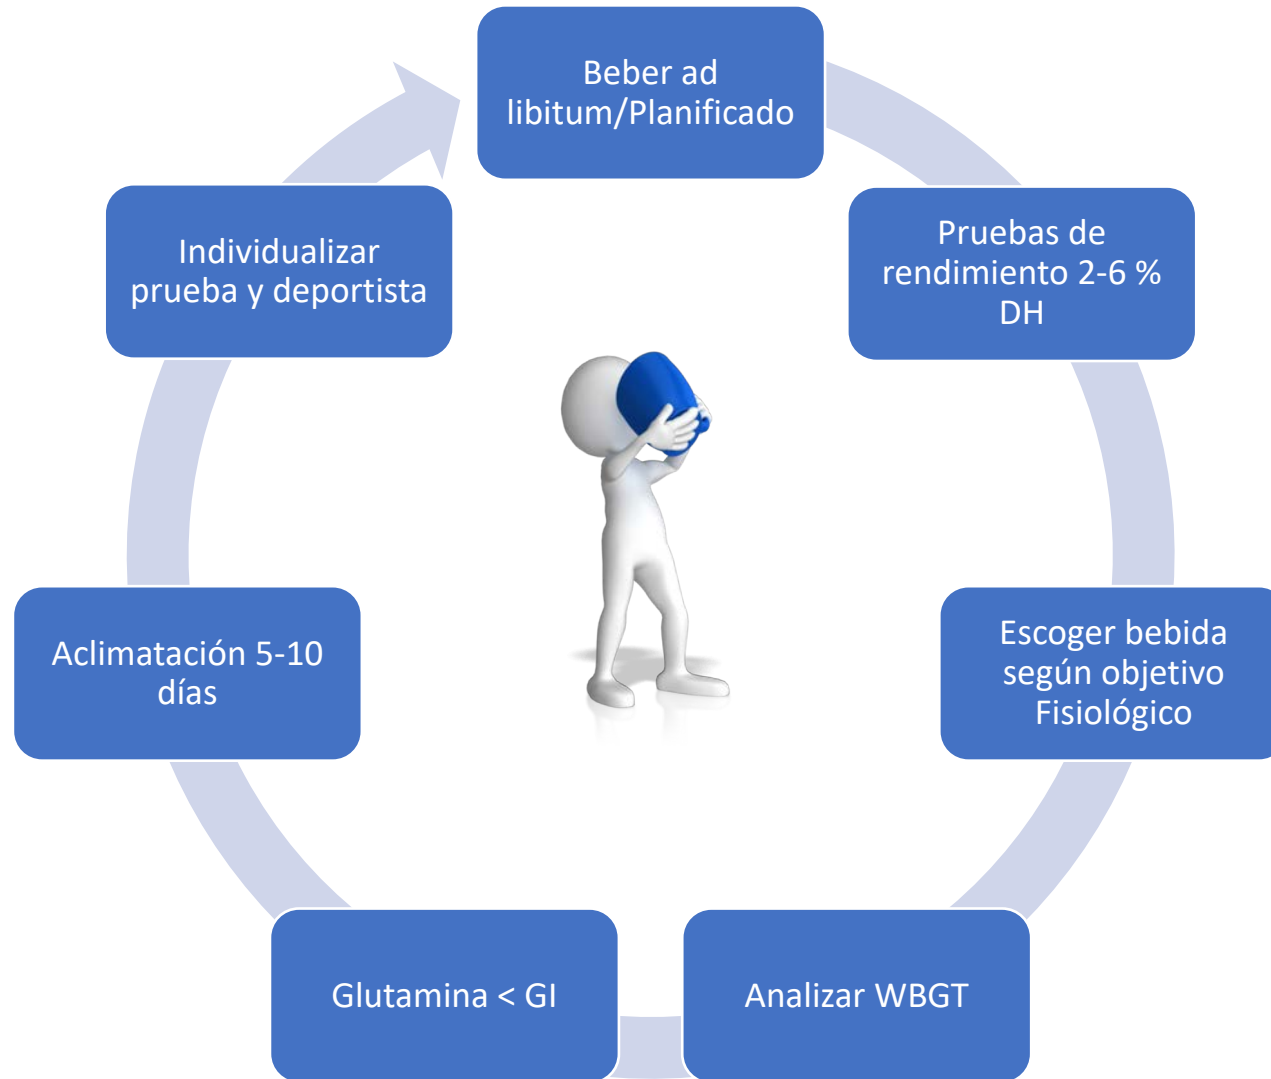 Beber ad
libitum/Planificado
Pruebas de
rendimiento 2-6 %
DH
Escoger bebida
según objetivo
Fisiológico
Analizar WBGT
Glutamina < GI
Aclimatación 5-10
días
Individualizar
prueba y deportista